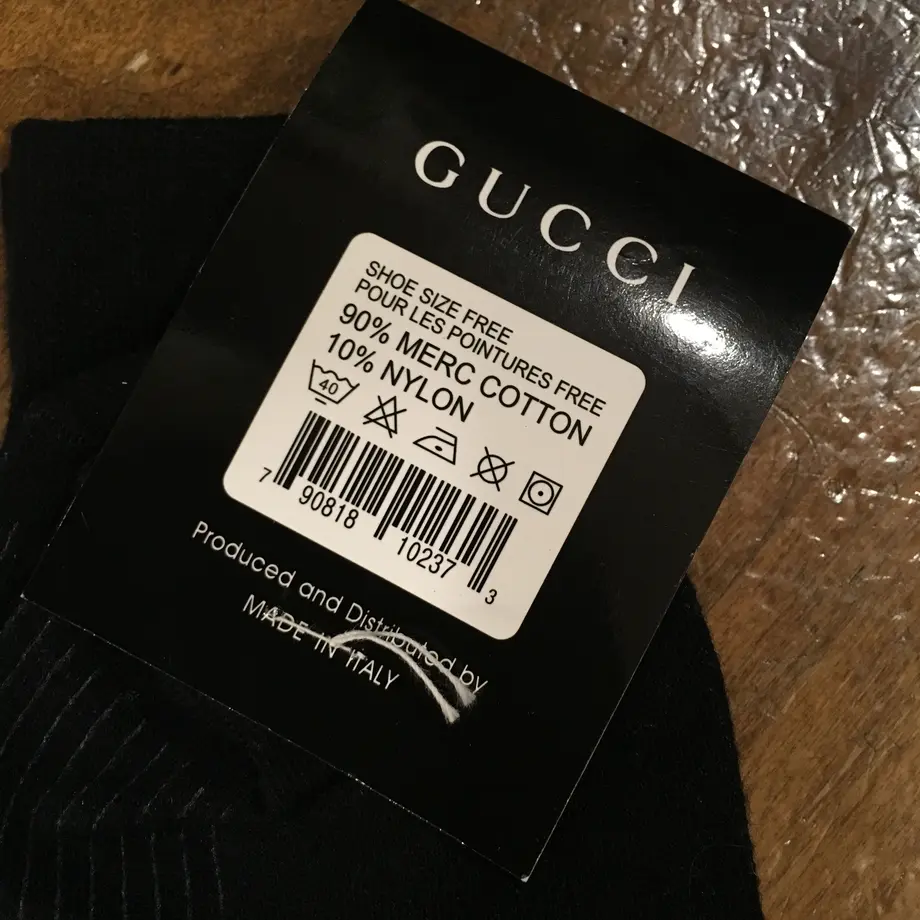 GUCCI
SHOE SIZE FREE
POUR LES POINTURES FREE
90% MERC COTTON
10% NYLON
40
7 90818 10237 3
Produced and Distributed by
MADE IN ITALY